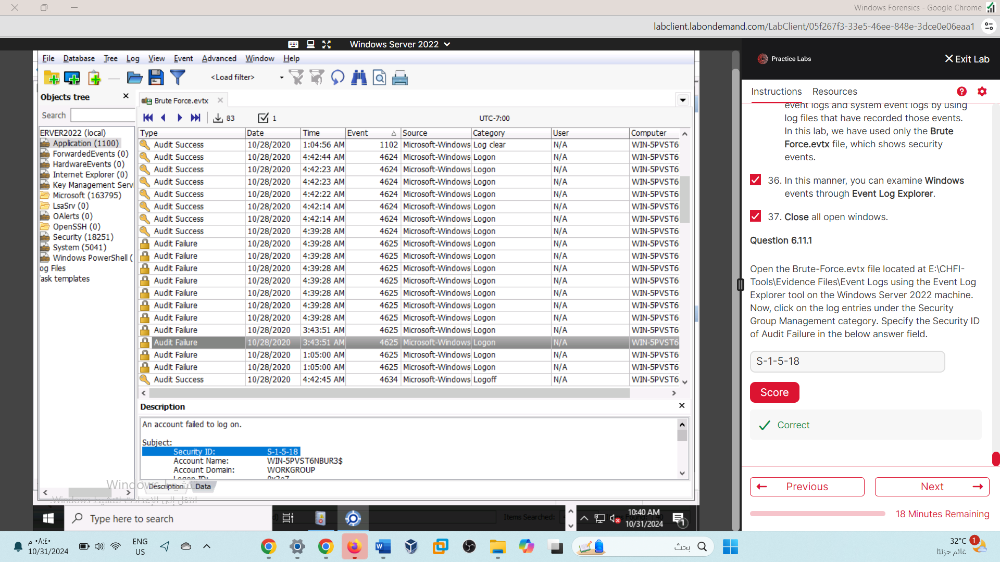 Windows Forensics - Google Chrome
labclient.labondemand.com/LabClient/05f267f3-33e5-46ee-848e-3dce0e06eaa1
Windows Server 2022
File Database Tree Log View Event Advanced Window Help
<Load filter>
Objects tree
Search
ERVER2022 (local)
Application (1100)
ForwardedEvents (0)
HardwareEvents (0)
Internet Explorer (0)
Key Management Serv
Microsoft (163795)
LsaSrv (0)
OAlerts (0)
OpenSSH (0)
Security (18251)
System (5041)
Windows PowerShell (
og Files
ask templates
Brute Force.evtx
83 1 UTC-7:00
Type Date Time Event Source Category User Computer
Audit Success 10/28/2020 1:04:56 AM 1102 Microsoft-Windows Log clear N/A WIN-5PVST6
Audit Success 10/28/2020 4:42:44 AM 4624 Microsoft-Windows Logon N/A WIN-5PVST6
Audit Success 10/28/2020 4:42:23 AM 4624 Microsoft-Windows Logon N/A WIN-5PVST6
Audit Success 10/28/2020 4:42:23 AM 4624 Microsoft-Windows Logon N/A WIN-5PVST6
Audit Success 10/28/2020 4:42:22 AM 4624 Microsoft-Windows Logon N/A WIN-5PVST6
Audit Success 10/28/2020 4:42:14 AM 4624 Microsoft-Windows Logon N/A WIN-5PVST6
Audit Success 10/28/2020 4:42:14 AM 4624 Microsoft-Windows Logon N/A WIN-5PVST6
Audit Success 10/28/2020 4:39:28 AM 4624 Microsoft-Windows Logon N/A WIN-5PVST6
Audit Failure 10/28/2020 4:39:28 AM 4625 Microsoft-Windows Logon N/A WIN-5PVST6
Audit Failure 10/28/2020 4:39:28 AM 4625 Microsoft-Windows Logon N/A WIN-5PVST6
Audit Failure 10/28/2020 4:39:28 AM 4625 Microsoft-Windows Logon N/A WIN-5PVST6
Audit Failure 10/28/2020 4:39:28 AM 4625 Microsoft-Windows Logon N/A WIN-5PVST6
Audit Failure 10/28/2020 4:39:28 AM 4625 Microsoft-Windows Logon N/A WIN-5PVST6
Audit Failure 10/28/2020 4:39:28 AM 4625 Microsoft-Windows Logon N/A WIN-5PVST6
Audit Failure 10/28/2020 4:39:28 AM 4625 Microsoft-Windows Logon N/A WIN-5PVST6
Audit Failure 10/28/2020 3:43:51 AM 4625 Microsoft-Windows Logon N/A WIN-5PVST6
Audit Failure 10/28/2020 3:43:51 AM 4625 Microsoft-Windows Logon N/A WIN-5PVST6
Audit Failure 10/28/2020 1:05:00 AM 4625 Microsoft-Windows Logon N/A WIN-5PVST6
Audit Failure 10/28/2020 1:05:00 AM 4625 Microsoft-Windows Logon N/A WIN-5PVST6
Audit Success 10/28/2020 4:42:45 AM 4634 Microsoft-Windows Logoff N/A WIN-5PVST6
Description
An account failed to log on.
Subject:
Security ID: S-1-5-18
Account Name: WIN-5PVST6NBUR3$
Account Domain: WORKGROUP
Logon ID: 0x3e7
Description Data
تنشيط Windows
انتقل إلى الإعدادات لتنشيط Windows.
Type here to search
Items Searched:
10:40 AM
10/31/2024
1
Practice Labs
Exit Lab
Instructions Resources
event logs and system event logs by using
log files that have recorded those events.
In this lab, we have used only the Brute
Force.evtx file, which shows security
events.
36. In this manner, you can examine Windows
events through Event Log Explorer.
37. Close all open windows.
Question 6.11.1
Open the Brute-Force.evtx file located at E:\CHFI-
Tools\Evidence Files\Event Logs using the Event Log
Explorer tool on the Windows Server 2022 machine.
Now, click on the log entries under the Security
Group Management category. Specify the Security ID
of Audit Failure in the below answer field.
S-1-5-18
Score
Correct
Previous Next
18 Minutes Remaining
٠٨:٤٠ م
10/31/2024
ENG
US
بحث
32°C
غائم جزئيًا
1